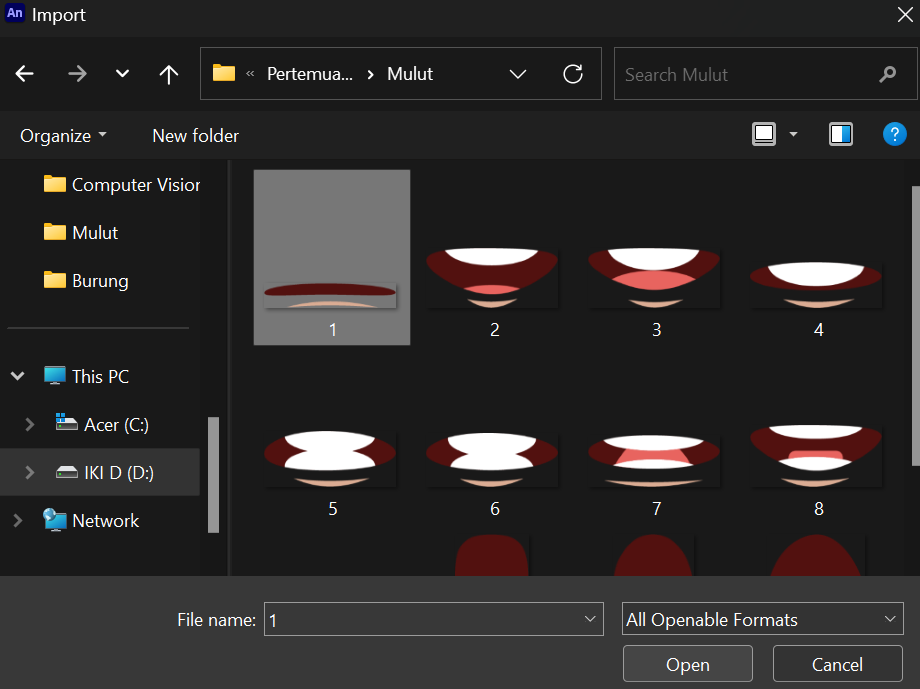 An Import
« Pertemua... › Mulut
Search Mulut
Organize
New folder
?
Computer Vision
Mulut
Burung
This PC
Acer (C:)
IKI D (D:)
Network
1 2 3 4
5 6 7 8
File name: 1
All Openable Formats
Open Cancel